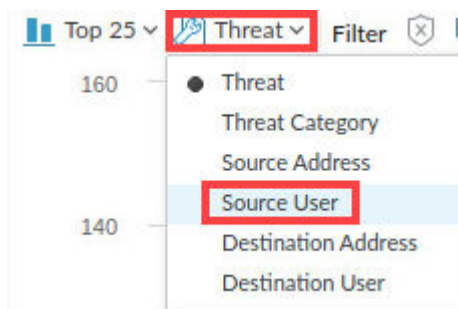 Top 25 Threat Filter
160
Threat
Threat Category
Source Address
Source User
140
Destination Address
Destination User